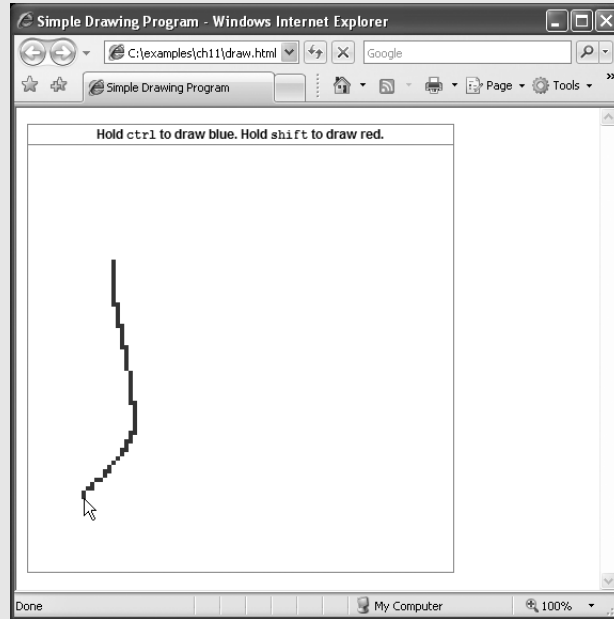 Simple Drawing Program - Windows Internet Explorer
C:\examples\ch11\draw.html
Google
Simple Drawing Program
Page
Tools
»
Hold ctrl to draw blue. Hold shift to draw red.
Done
My Computer
100%